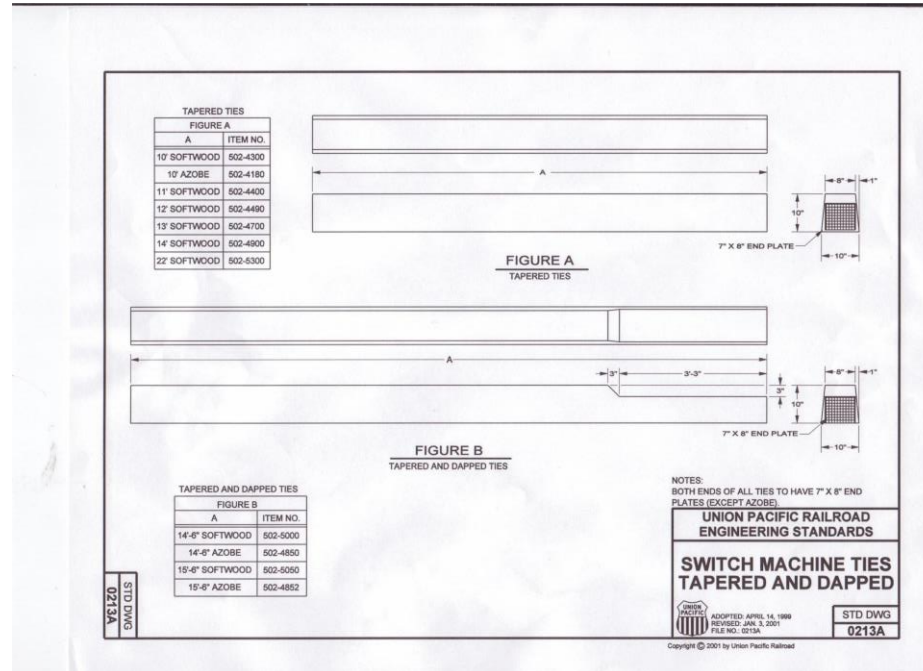 TAPERED TIES
FIGURE A
A ITEM NO.
10' SOFTWOOD 502-4300
10' AZOBE 502-4180
11' SOFTWOOD 502-4400
12' SOFTWOOD 502-4490
13' SOFTWOOD 502-4700
14' SOFTWOOD 502-4900
22' SOFTWOOD 502-5300
A
8" 1"
10"
7" X 8" END PLATE
10"
FIGURE A
TAPERED TIES
A
3" 3'-3"
3"
8" 1"
10"
7" X 8" END PLATE
10"
FIGURE B
TAPERED AND DAPPED TIES
TAPERED AND DAPPED TIES
FIGURE B
A ITEM NO.
14'-6" SOFTWOOD 502-5000
14'-6" AZOBE 502-4850
15'-6" SOFTWOOD 502-5050
15'-6" AZOBE 502-4852
NOTES:
BOTH ENDS OF ALL TIES TO HAVE 7" X 8" END
PLATES (EXCEPT AZOBE).
UNION PACIFIC RAILROAD
ENGINEERING STANDARDS
SWITCH MACHINE TIES
TAPERED AND DAPPED
UNION
PACIFIC
ADOPTED: APRIL 14, 1999
REVISED: JAN. 3, 2001
FILE NO.: 0213A
STD DWG
0213A
STD DWG
0213A
Copyright © 2001 by Union Pacific Railroad